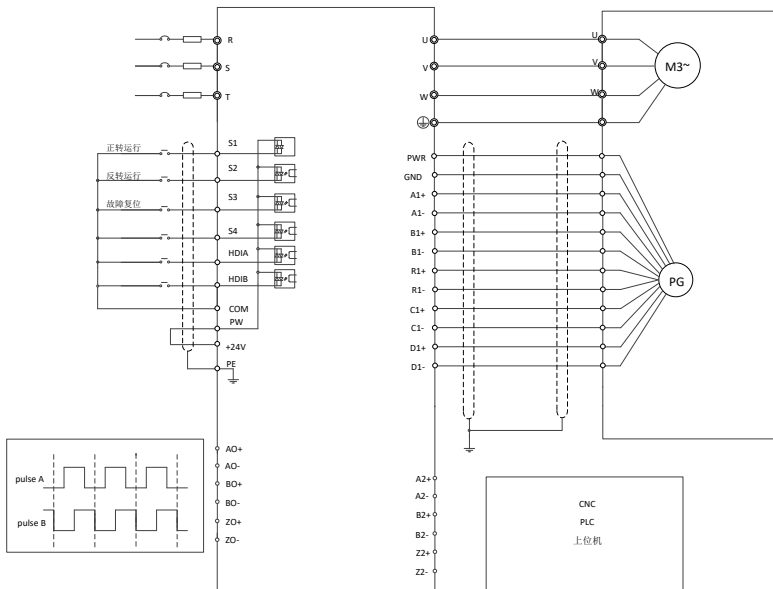 R
S
T
U
V
W
U
V
W
M3~
正转运行
反转运行
故障复位
S1
S2
S3
S4
HDIA
HDIB
COM
PW
+24V
PE
PWR
GND
A1+
A1-
B1+
B1-
R1+
R1-
C1+
C1-
D1+
D1-
PG
pulse A
pulse B
AO+
AO-
BO+
BO-
ZO+
ZO-
A2+
A2-
B2+
B2-
Z2+
Z2-
CNC
PLC
上位机